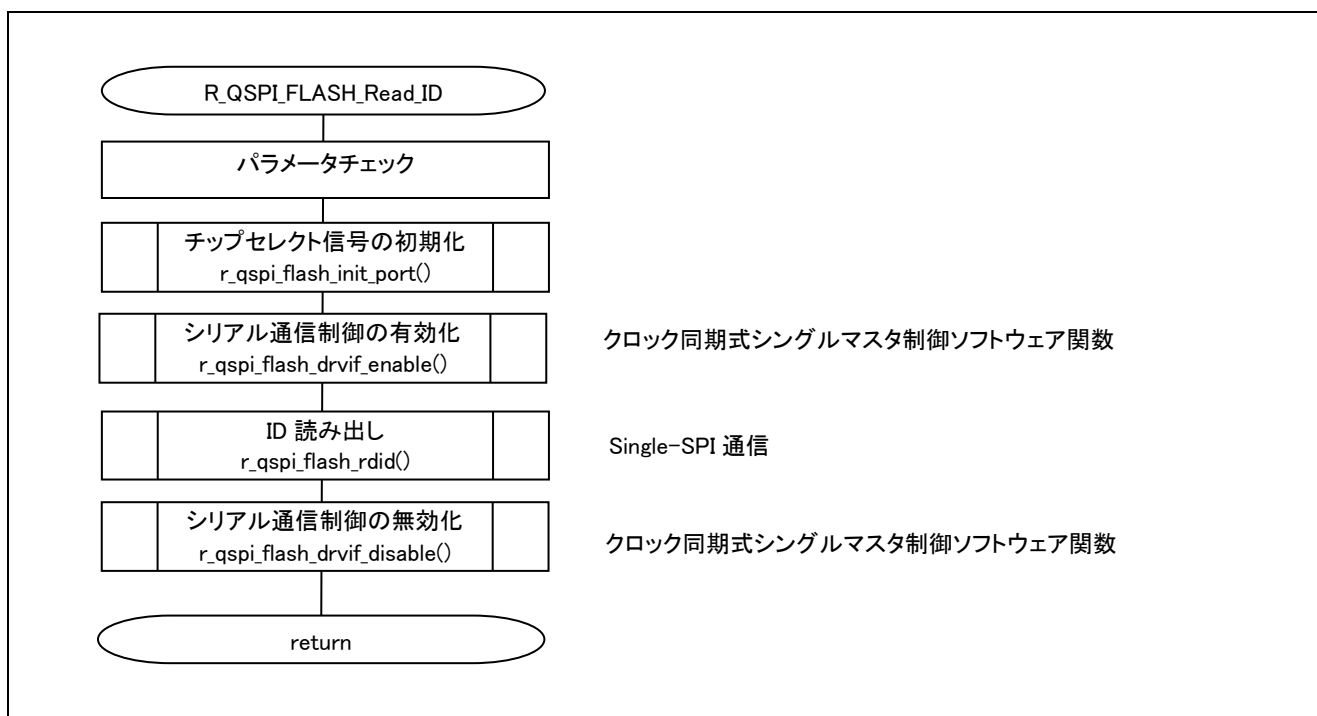 R_QSPI_FLASH_Read_ID
パラメータチェック
チップセレクト信号の初期化
r_qspi_flash_init_port()
シリアル通信制御の有効化
r_qspi_flash_drvif_enable()
クロック同期式シングルマスタ制御ソフトウェア関数
ID 読み出し
r_qspi_flash_rdid()
Single-SPI 通信
シリアル通信制御の無効化
r_qspi_flash_drvif_disable()
クロック同期式シングルマスタ制御ソフトウェア関数
return